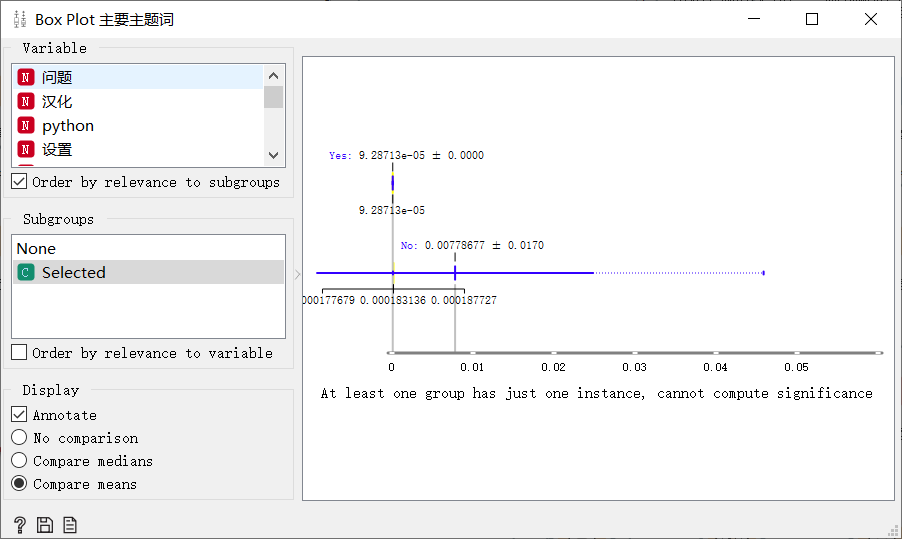 Box Plot 主要主题词
Variable
N 问题
N 汉化
N python
N 设置
Order by relevance to subgroups
Subgroups
None
C Selected
Order by relevance to variable
Display
Annotate
No comparison
Compare medians
Compare means
Yes: 9.28713e-05 ± 0.0000
9.28713e-05
No: 0.00778677 ± 0.0170
000177679 0.000183136 0.000187727
0 0.01 0.02 0.03 0.04 0.05
At least one group has just one instance, cannot compute significance